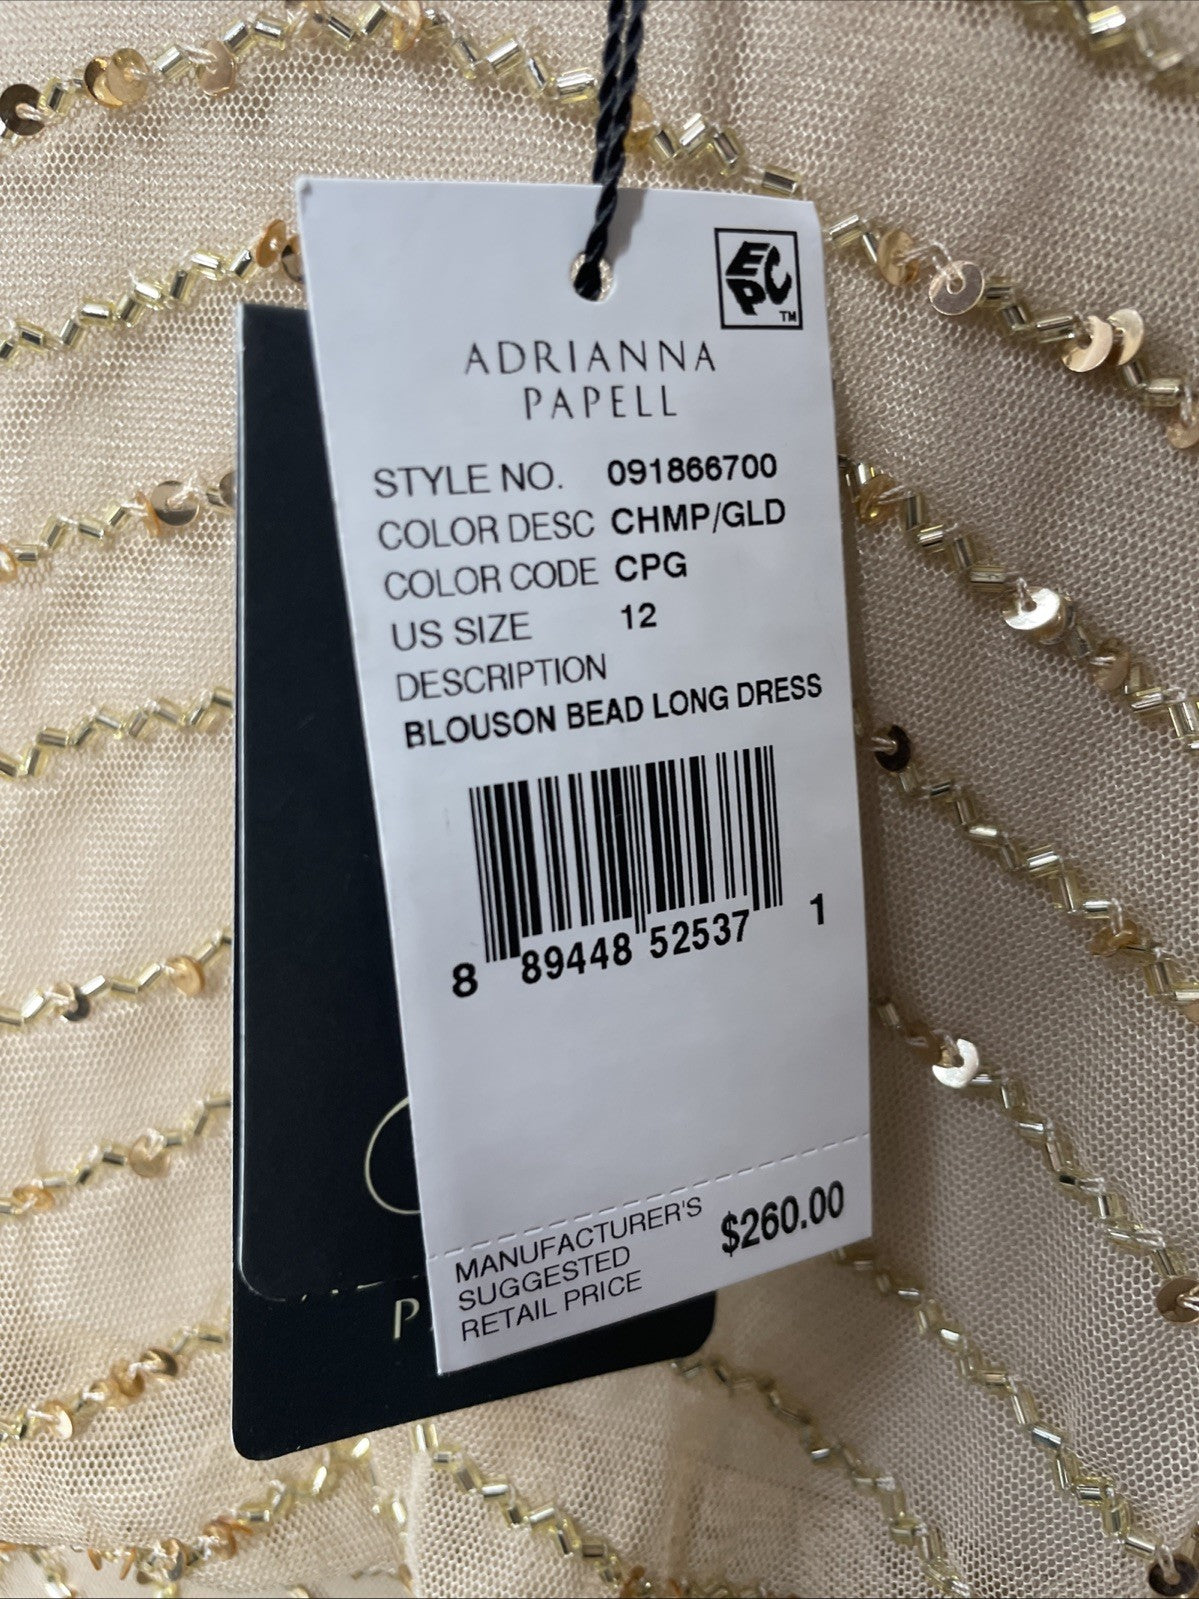 EPC
TM
ADRIANNA
PAPELL
STYLE NO. 091866700
COLOR DESC CHMP/GLD
COLOR CODE CPG
US SIZE 12
DESCRIPTION
BLOUSON BEAD LONG DRESS
8 89448 52537 1
MANUFACTURER'S
SUGGESTED
RETAIL PRICE
$260.00
P